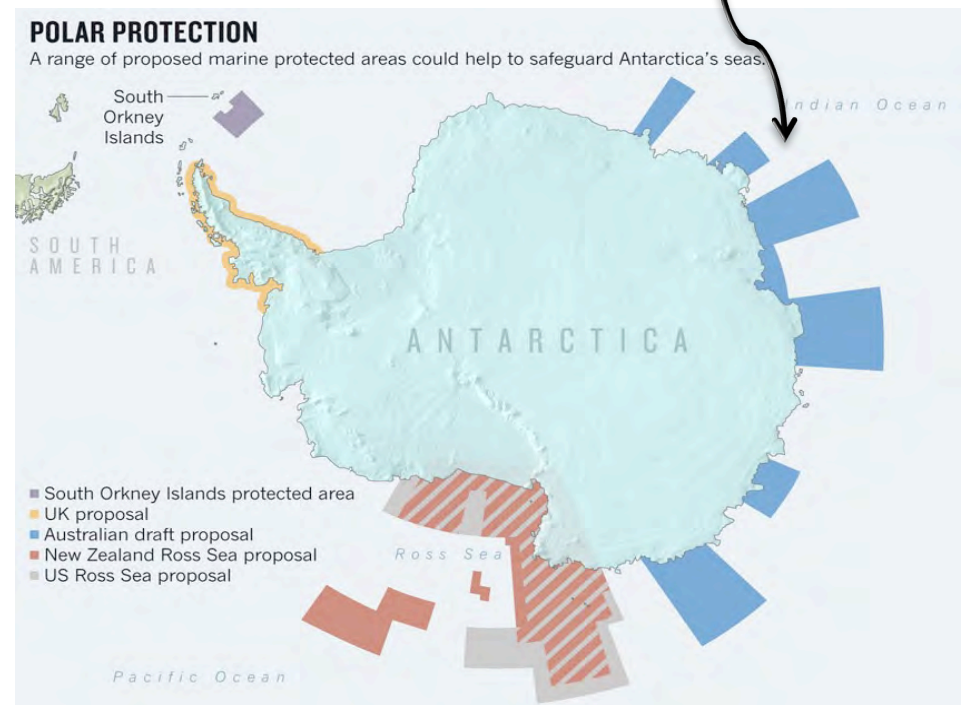 POLAR PROTECTION
A range of proposed marine protected areas could help to safeguard Antarctica's seas.
South
Orkney
Islands
Indian Ocean
SOUTH
AMERICA
ANTARCTICA
South Orkney Islands protected area
UK proposal
Australian draft proposal
New Zealand Ross Sea proposal
US Ross Sea proposal
Ross Sea
Pacific Ocean